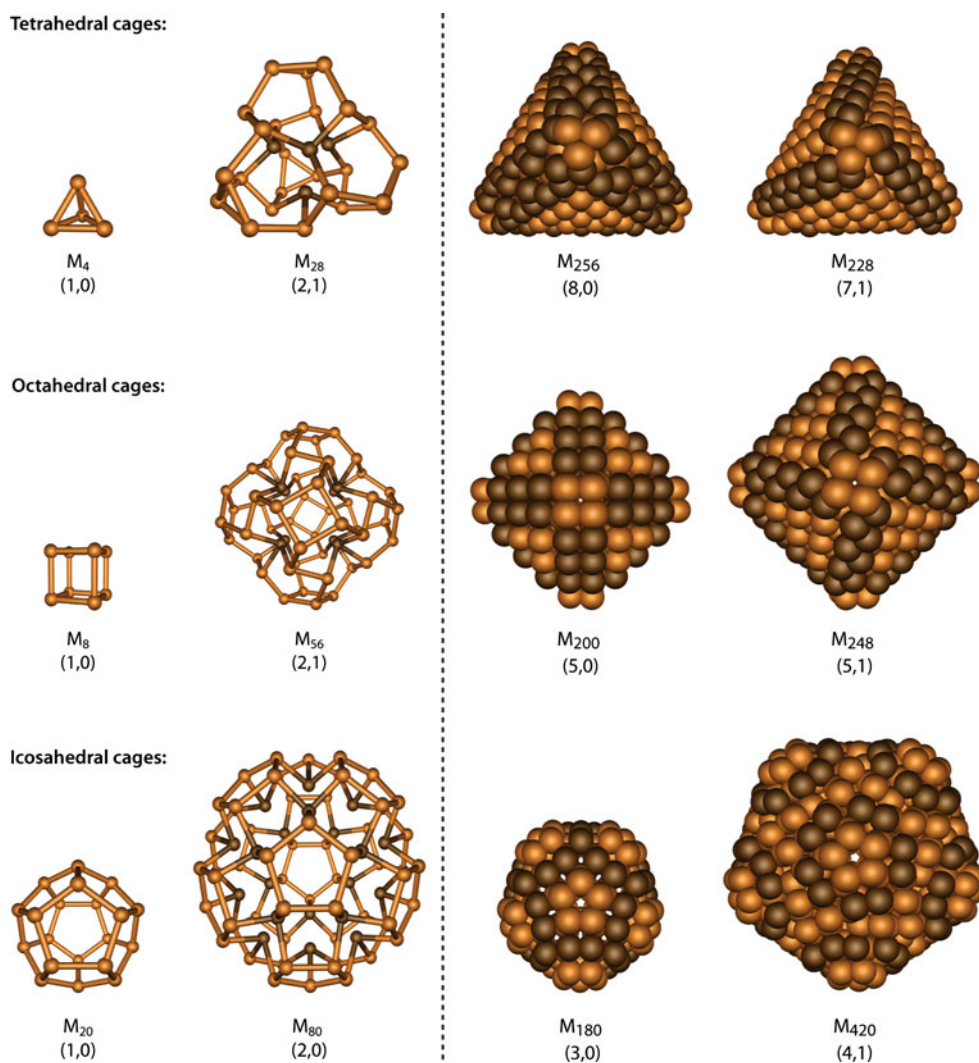 Tetrahedral cages:
M₄
(1,0)
M₂₈
(2,1)
M₂₅₆
(8,0)
M₂₂₈
(7,1)
Octahedral cages:
M₈
(1,0)
M₅₆
(2,1)
M₂₀₀
(5,0)
M₂₄₈
(5,1)
Icosahedral cages:
M₂₀
(1,0)
M₈₀
(2,0)
M₁₈₀
(3,0)
M₄₂₀
(4,1)